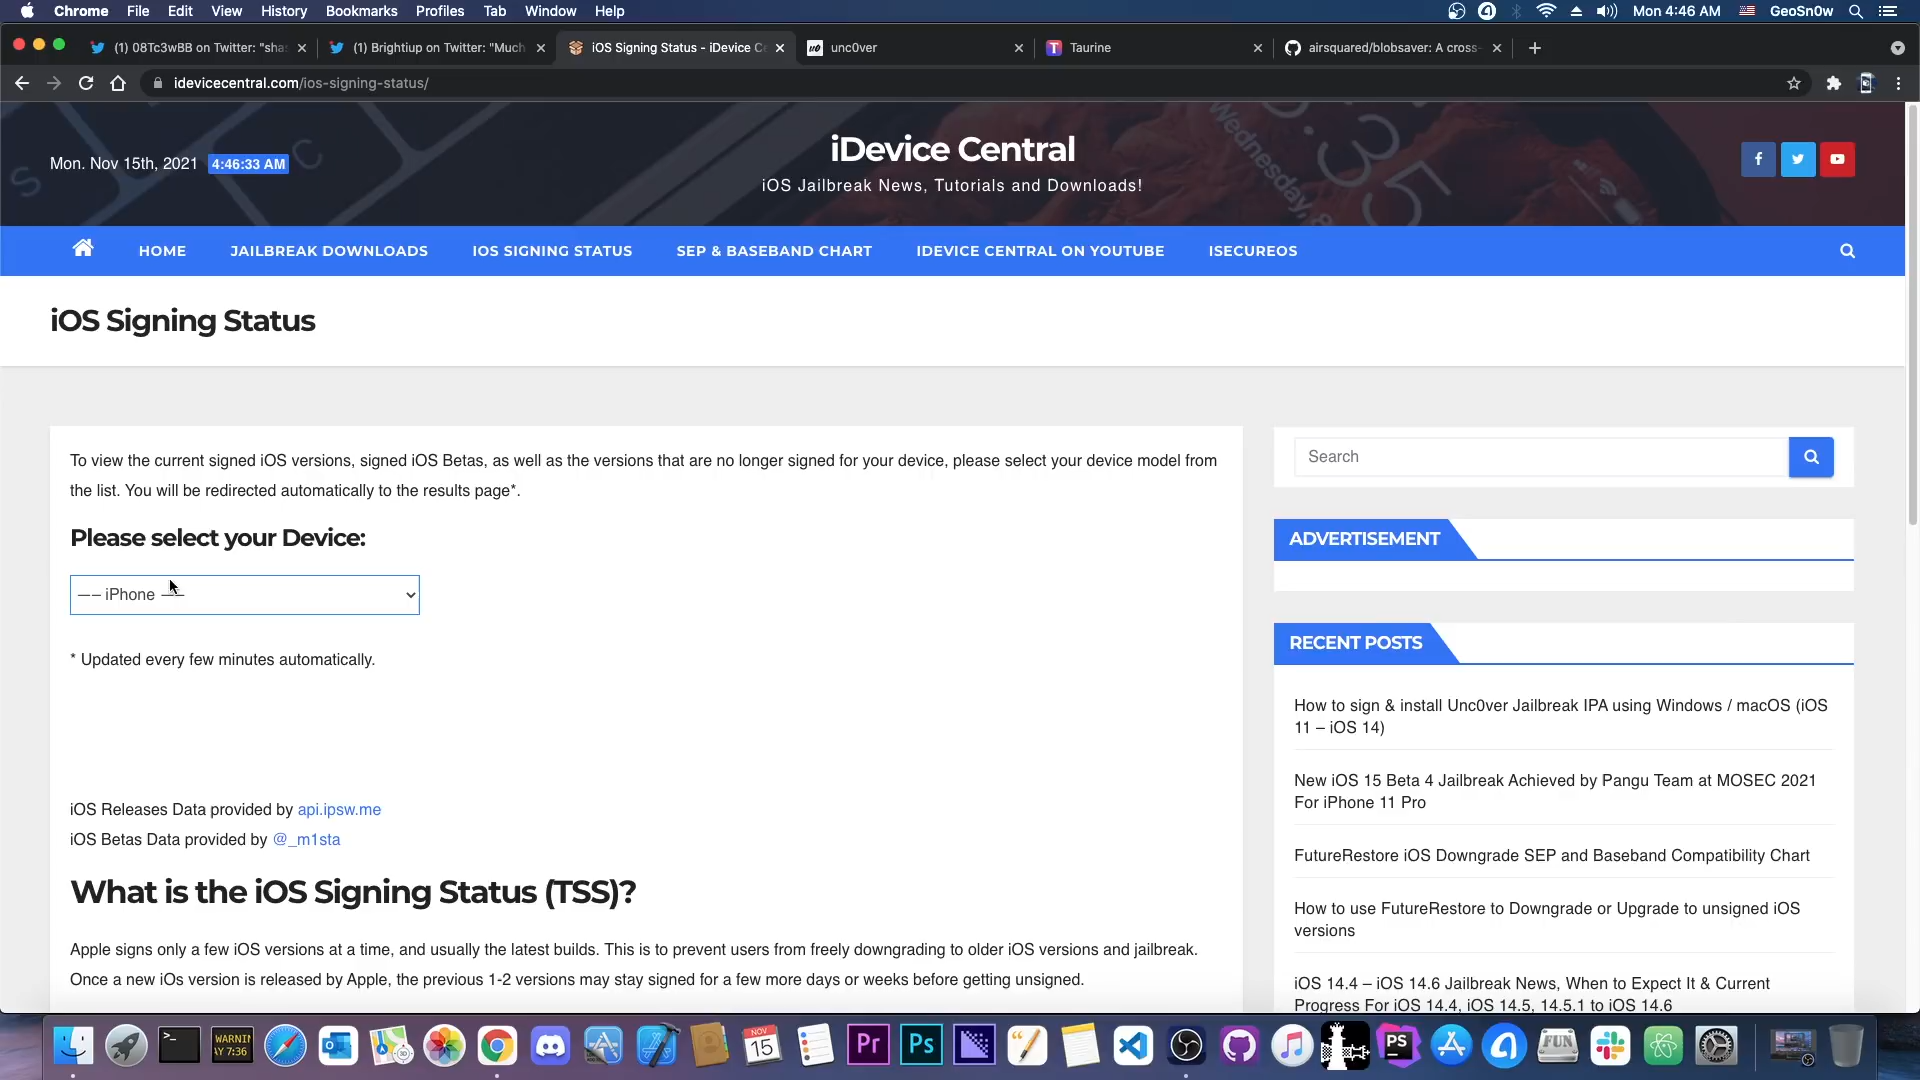 Chrome File Edit View History Bookmarks Profiles Tab Window Help Mon 4:46 AM GeoSn0w
(1) 08Tc3wBB on Twitter: "shas
(1) Brightiup on Twitter: "Much
iOS Signing Status - iDevice Ce
unc0ver
Taurine
airsquared/blobsaver: A cross-
idevicecentral.com/ios-signing-status/
Mon. Nov 15th, 2021 4:46:33 AM
iDevice Central
iOS Jailbreak News, Tutorials and Downloads!
HOME JAILBREAK DOWNLOADS IOS SIGNING STATUS SEP & BASEBAND CHART IDEVICE CENTRAL ON YOUTUBE ISECUREOS
iOS Signing Status
To view the current signed iOS versions, signed iOS Betas, as well as the versions that are no longer signed for your device, please select your device model from
the list. You will be redirected automatically to the results page*.
Please select your Device:
—– iPhone —–
* Updated every few minutes automatically.
iOS Releases Data provided by api.ipsw.me
iOS Betas Data provided by @_m1sta
What is the iOS Signing Status (TSS)?
Apple signs only a few iOS versions at a time, and usually the latest builds. This is to prevent users from freely downgrading to older iOS versions and jailbreak.
Once a new iOs version is released by Apple, the previous 1-2 versions may stay signed for a few more days or weeks before getting unsigned.
Search
ADVERTISEMENT
RECENT POSTS
How to sign & install Unc0ver Jailbreak IPA using Windows / macOS (iOS
11 – iOS 14)
New iOS 15 Beta 4 Jailbreak Achieved by Pangu Team at MOSEC 2021
For iPhone 11 Pro
FutureRestore iOS Downgrade SEP and Baseband Compatibility Chart
How to use FutureRestore to Downgrade or Upgrade to unsigned iOS
versions
iOS 14.4 – iOS 14.6 Jailbreak News, When to Expect It & Current
Progress For iOS 14.4, iOS 14.5, 14.5.1 to iOS 14.6
WARNIN
AY 7:36
NOV
15
Pr
Ps
PS
FUN